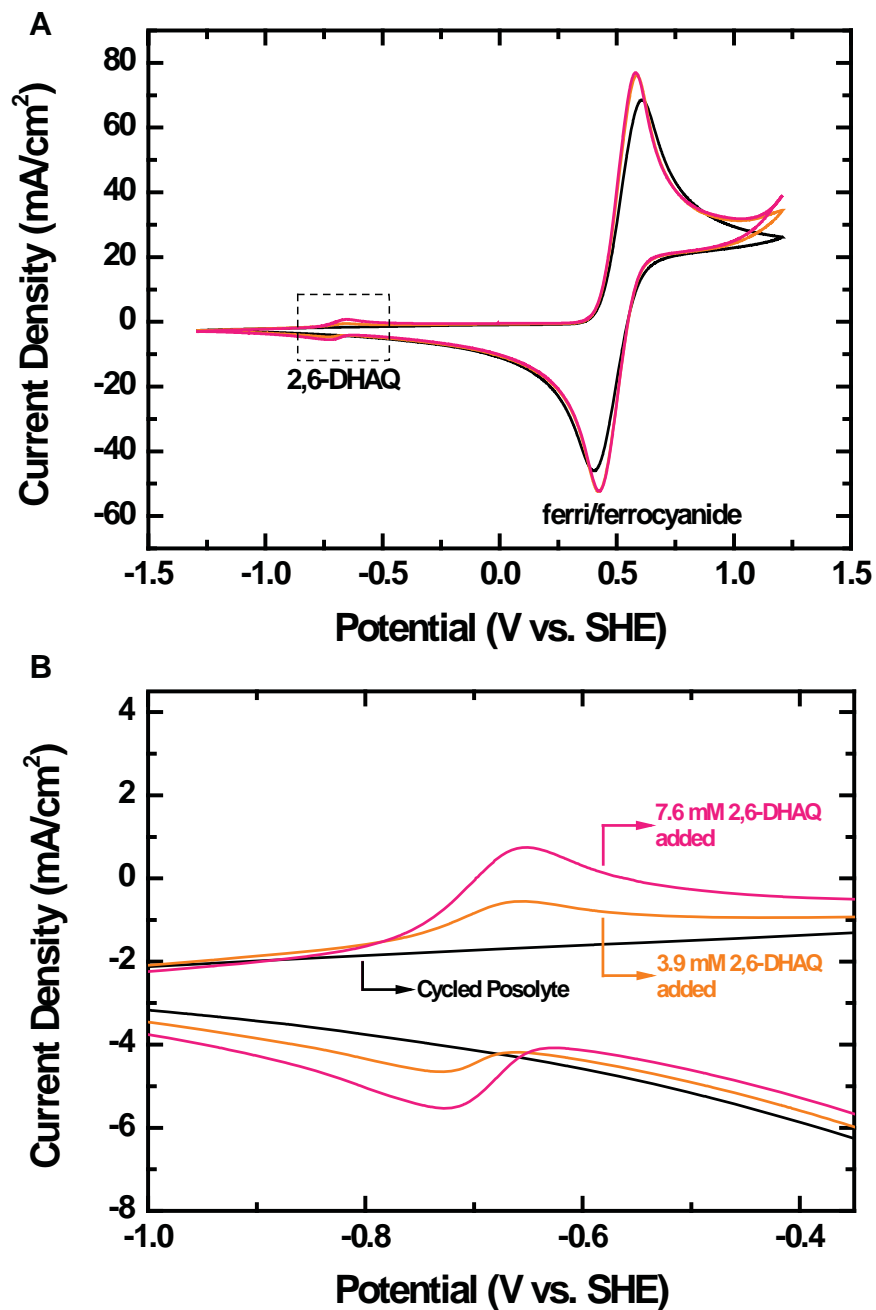 A
Current Density (mA/cm²)
80
60
40
20
0
-20
-40
-60
2,6-DHAQ
ferri/ferrocyanide
-1.5 -1.0 -0.5 0.0 0.5 1.0 1.5
Potential (V vs. SHE)
B
Current Density (mA/cm²)
4
2
0
-2
-4
-6
-8
7.6 mM 2,6-DHAQ
added
3.9 mM 2,6-DHAQ
added
Cycled Posolyte
-1.0 -0.8 -0.6 -0.4
Potential (V vs. SHE)